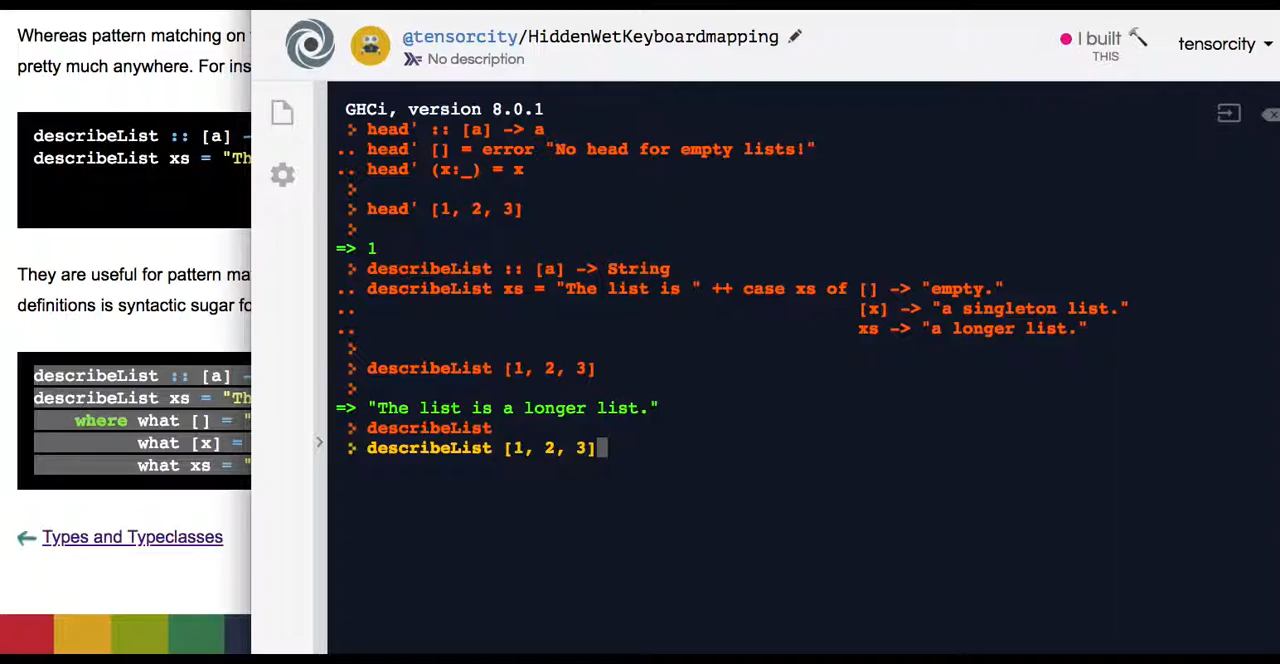 Whereas pattern matching on
pretty much anywhere. For ins
describeList :: [a] -
describeList xs = "Th
They are useful for pattern ma
definitions is syntactic sugar fo
describeList :: [a] -
describeList xs = "Th
where what [] = "
what [x] =
what xs = "
← Types and Typeclasses
@tensorcity/HiddenWetKeyboardmapping
No description
I built
THIS
tensorcity
GHCi, version 8.0.1
head' :: [a] -> a
.. head' [] = error "No head for empty lists!"
.. head' (x:_) = x
head' [1, 2, 3]
=> 1
describeList :: [a] -> String
.. describeList xs = "The list is " ++ case xs of [] -> "empty."
.. [x] -> "a singleton list."
.. xs -> "a longer list."
describeList [1, 2, 3]
=> "The list is a longer list."
describeList
describeList [1, 2, 3]